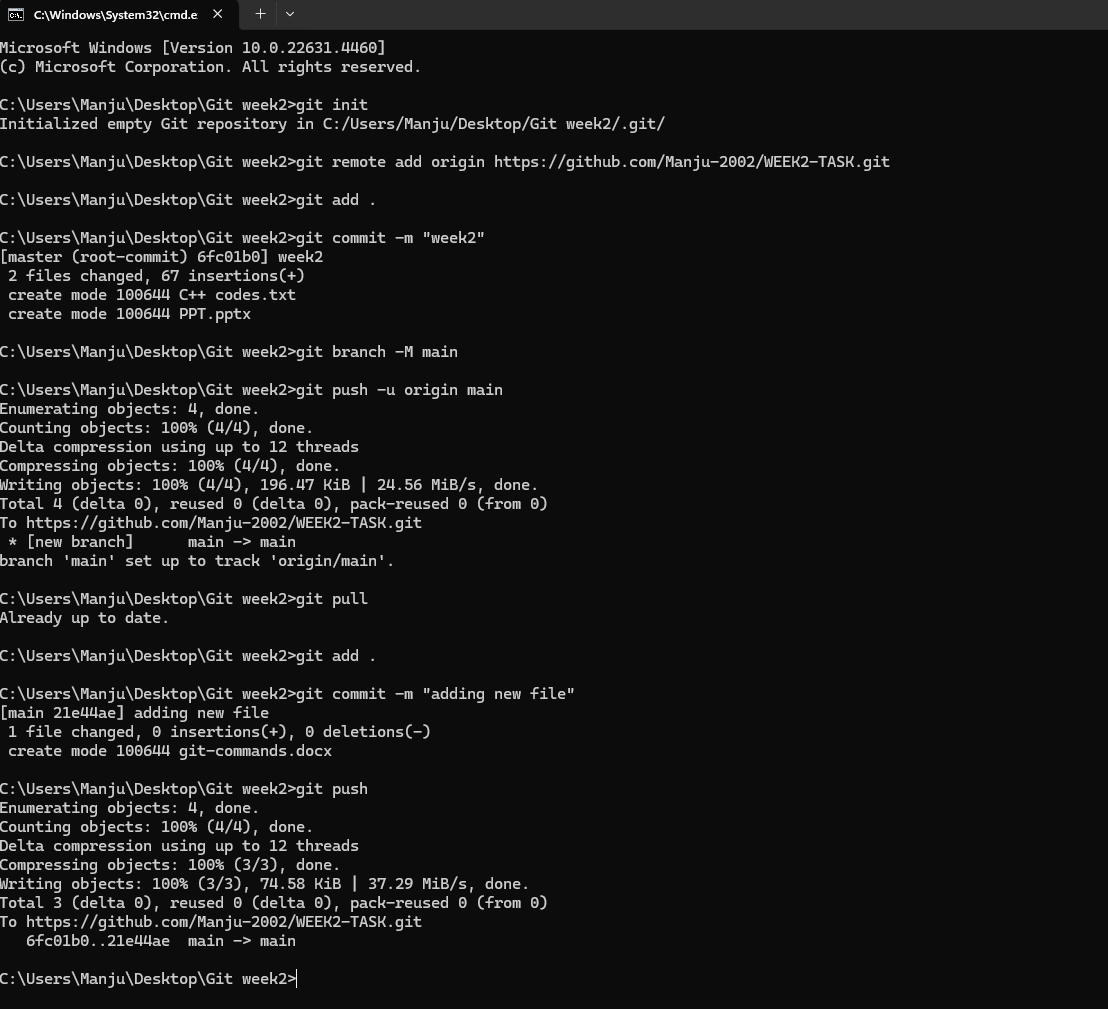 C:\Windows\System32\cmd.e
Microsoft Windows [Version 10.0.22631.4460]
(c) Microsoft Corporation. All rights reserved.
C:\Users\Manju\Desktop\Git week2>git init
Initialized empty Git repository in C:/Users/Manju/Desktop/Git week2/.git/
C:\Users\Manju\Desktop\Git week2>git remote add origin https://github.com/Manju-2002/WEEK2-TASK.git
C:\Users\Manju\Desktop\Git week2>git add .
C:\Users\Manju\Desktop\Git week2>git commit -m "week2"
[master (root-commit) 6fc01b0] week2
 2 files changed, 67 insertions(+)
 create mode 100644 C++ codes.txt
 create mode 100644 PPT.pptx
C:\Users\Manju\Desktop\Git week2>git branch -M main
C:\Users\Manju\Desktop\Git week2>git push -u origin main
Enumerating objects: 4, done.
Counting objects: 100% (4/4), done.
Delta compression using up to 12 threads
Compressing objects: 100% (4/4), done.
Writing objects: 100% (4/4), 196.47 KiB | 24.56 MiB/s, done.
Total 4 (delta 0), reused 0 (delta 0), pack-reused 0 (from 0)
To https://github.com/Manju-2002/WEEK2-TASK.git
 * [new branch]      main -> main
branch 'main' set up to track 'origin/main'.
C:\Users\Manju\Desktop\Git week2>git pull
Already up to date.
C:\Users\Manju\Desktop\Git week2>git add .
C:\Users\Manju\Desktop\Git week2>git commit -m "adding new file"
[main 21e44ae] adding new file
 1 file changed, 0 insertions(+), 0 deletions(-)
 create mode 100644 git-commands.docx
C:\Users\Manju\Desktop\Git week2>git push
Enumerating objects: 4, done.
Counting objects: 100% (4/4), done.
Delta compression using up to 12 threads
Compressing objects: 100% (3/3), done.
Writing objects: 100% (3/3), 74.58 KiB | 37.29 MiB/s, done.
Total 3 (delta 0), reused 0 (delta 0), pack-reused 0 (from 0)
To https://github.com/Manju-2002/WEEK2-TASK.git
   6fc01b0..21e44ae  main -> main
C:\Users\Manju\Desktop\Git week2>